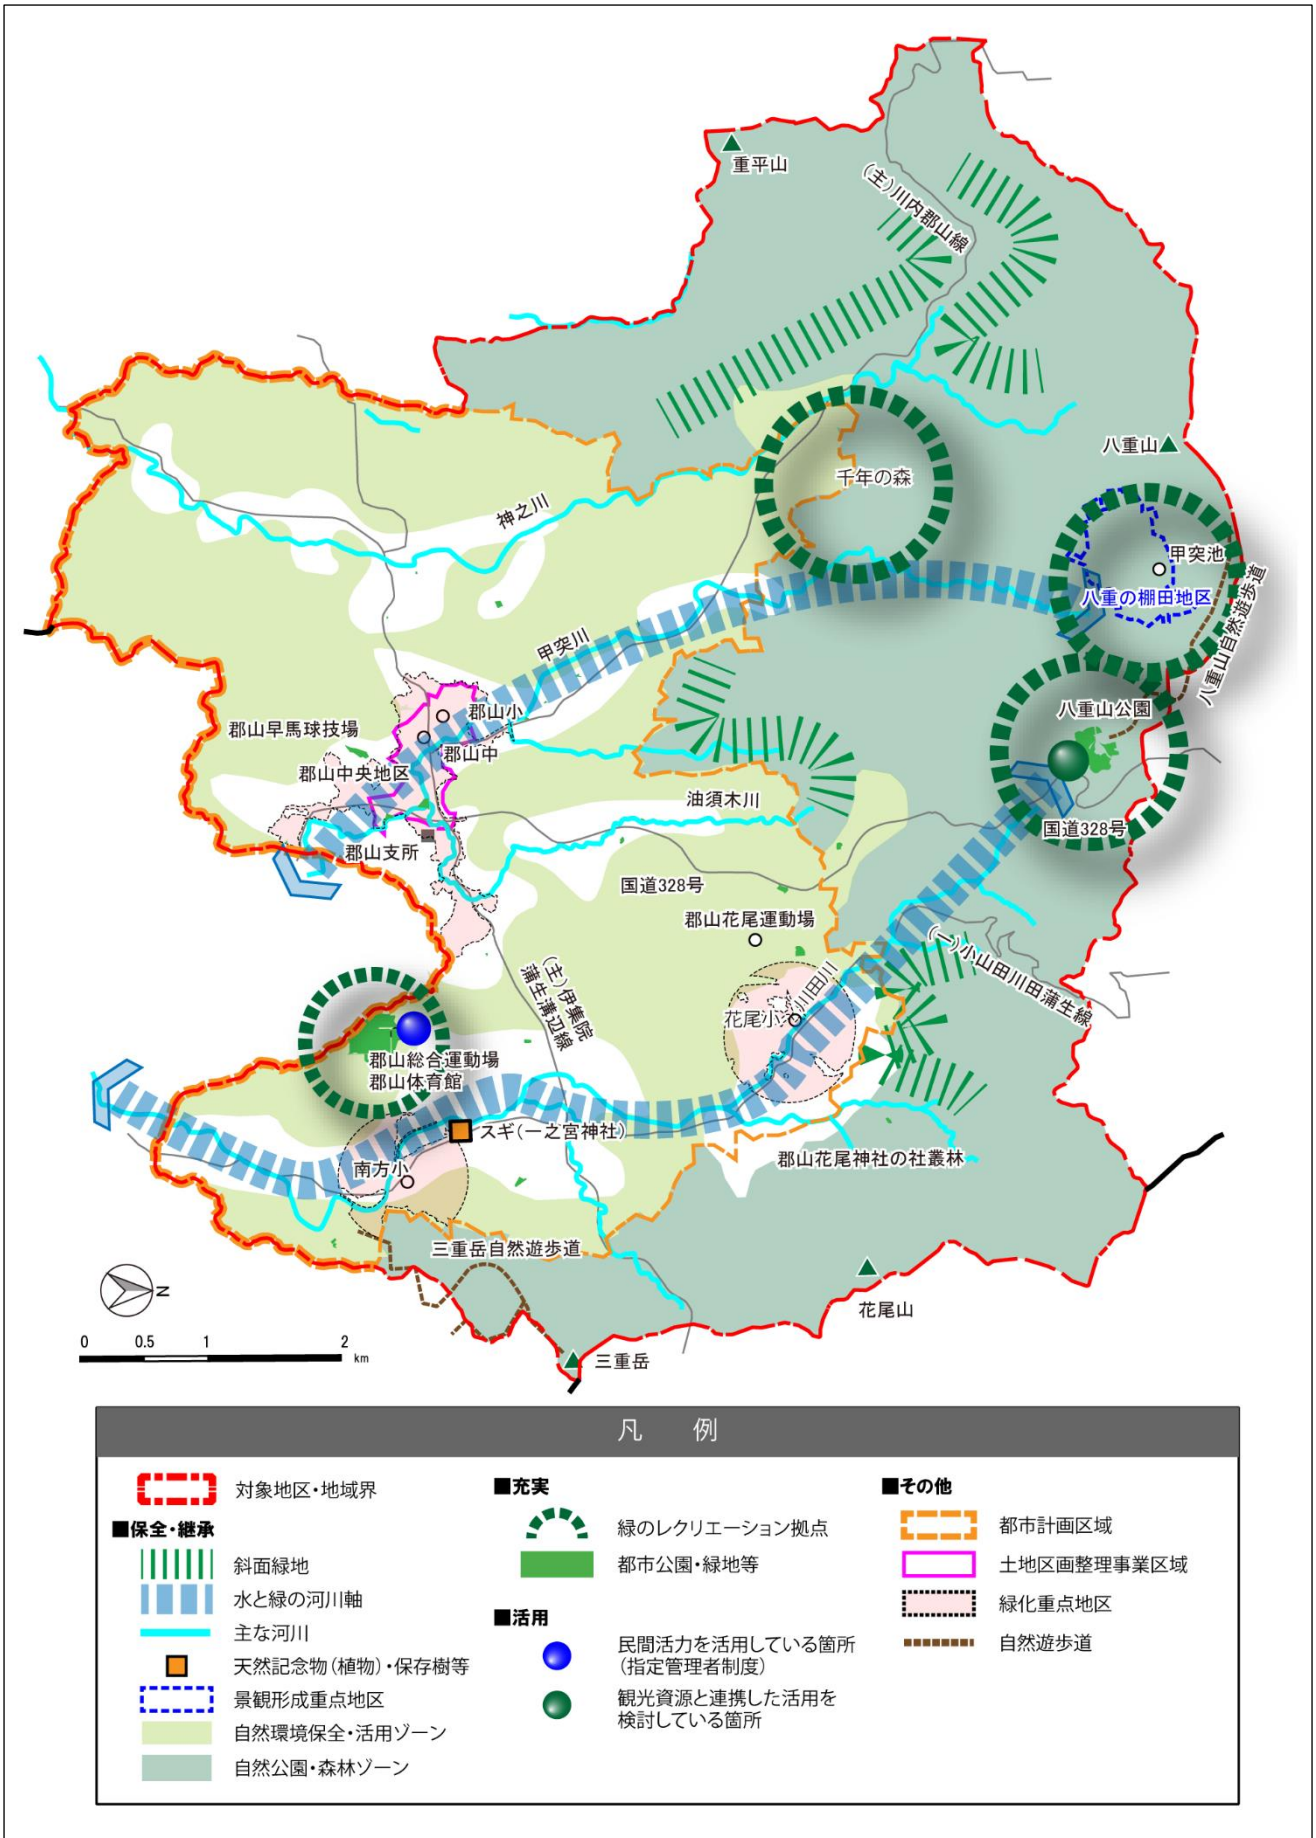 重平山
(主)川内郡山線
八重山
千年の森
神之川
甲突池
八重の棚田地区
八重山自然遊歩道
甲突川
八重山公園
郡山小
郡山早馬球技場
郡山中
郡山中央地区
油須木川
国道328号
郡山支所
国道328号
郡山花尾運動場
(一)小山田川田蒲生線
(主)伊集院
蒲生溝辺線
川田川
花尾小
郡山総合運動場
郡山体育館
スギ(一之宮神社)
南方小
郡山花尾神社の社叢林
三重岳自然遊歩道
花尾山
三重岳
N
0 0.5 1 2
km
凡 例
対象地区・地域界
■保全・継承
斜面緑地
水と緑の河川軸
主な河川
天然記念物(植物)・保存樹等
景観形成重点地区
自然環境保全・活用ゾーン
自然公園・森林ゾーン
■充実
緑のレクリエーション拠点
都市公園・緑地等
■活用
民間活力を活用している箇所
(指定管理者制度)
観光資源と連携した活用を
検討している箇所
■その他
都市計画区域
土地区画整理事業区域
緑化重点地区
自然遊歩道